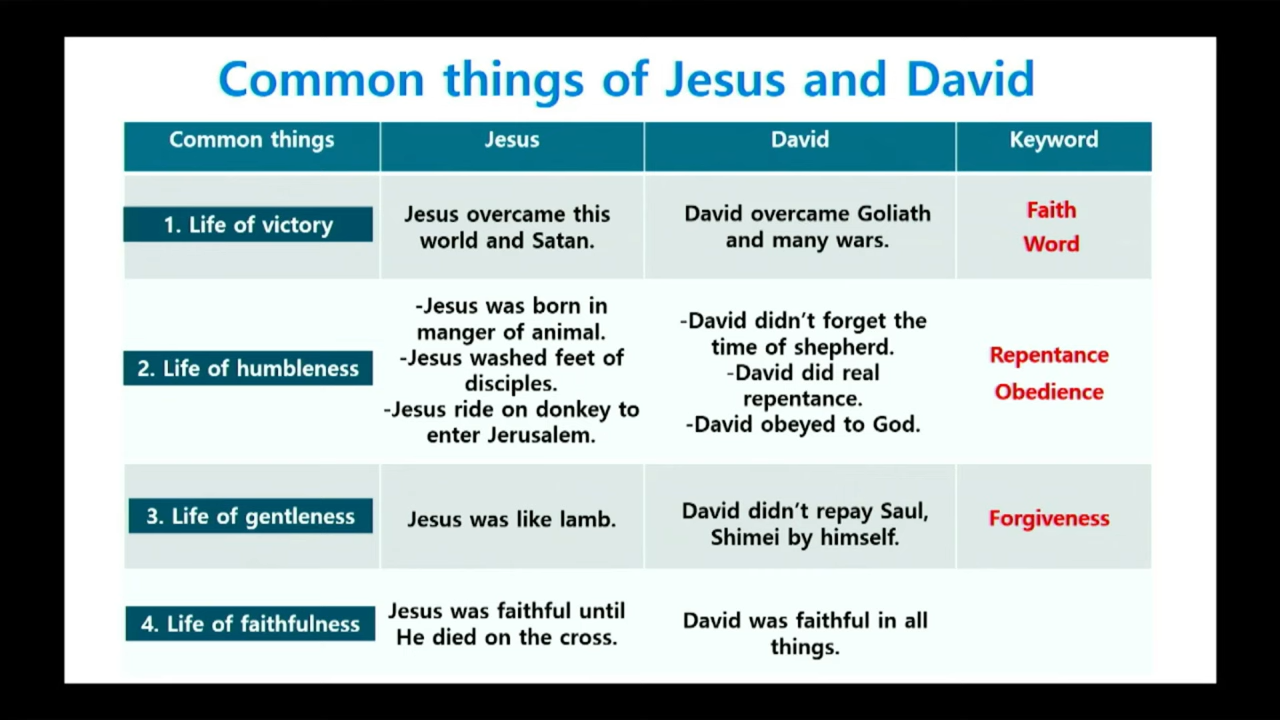 Common things of Jesus and David
Common things
Jesus
David
Keyword
1. Life of victory
Jesus overcame this
world and Satan.
David overcame Goliath
and many wars.
Faith
Word
2. Life of humbleness
-Jesus was born in
manger of animal.
-Jesus washed feet of
disciples.
-Jesus ride on donkey to
enter Jerusalem.
-David didn't forget the
time of shepherd.
-David did real
repentance.
-David obeyed to God.
Repentance
Obedience
3. Life of gentleness
Jesus was like lamb.
David didn't repay Saul,
Shimei by himself.
Forgiveness
4. Life of faithfulness
Jesus was faithful until
He died on the cross.
David was faithful in all
things.